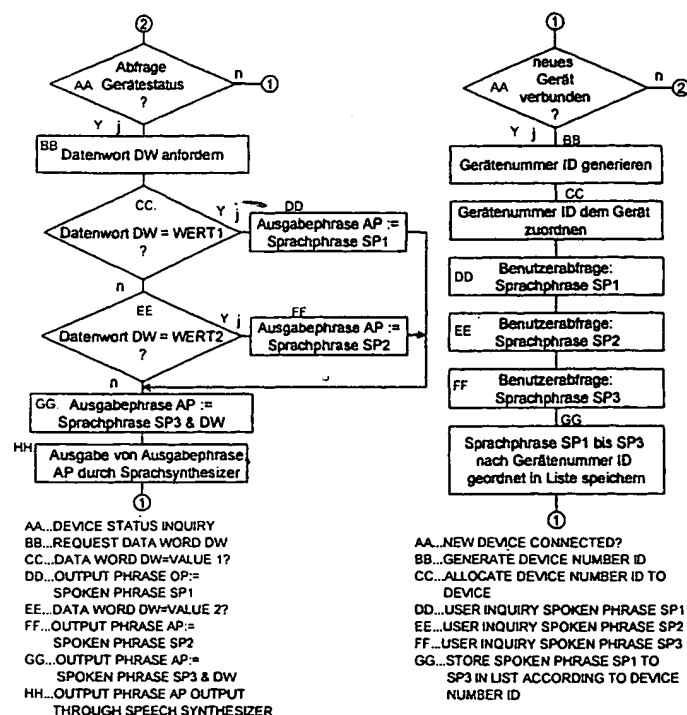 2
Abfrage
AA Gerätestatus
?
n
1
Y j
BB
Datenwort DW anfordern
CC.
Datenwort DW = WERT1
?
Y j
DD
Ausgabephrase AP :=
Sprachphrase SP1
n
EE
Datenwort DW = WERT2
?
Y j
FF
Ausgabephrase AP :=
Sprachphrase SP2
n
GG. Ausgabephrase AP :=
Sprachphrase SP3 & DW
HH
Ausgabe von Ausgabephrase
AP durch Sprachsynthesizer
1
AA...DEVICE STATUS INQUIRY
BB...REQUEST DATA WORD DW
CC...DATA WORD DW=VALUE 1?
DD...OUTPUT PHRASE OP:=
SPOKEN PHRASE SP1
EE...DATA WORD DW=VALUE 2?
FF...OUTPUT PHRASE AP:=
SPOKEN PHRASE SP2
GG...OUTPUT PHRASE AP:=
SPOKEN PHRASE SP3 & DW
HH...OUTPUT PHRASE AP OUTPUT
THROUGH SPEECH SYNTHESIZER
1
neues
AA Gerät
verbunden
?
n
2
Y j
BB
Gerätenummer ID generieren
CC
Gerätenummer ID dem Gerät
zuordnen
DD
Benutzerabfrage:
Sprachphrase SP1
EE
Benutzerabfrage:
Sprachphrase SP2
FF
Benutzerabfrage:
Sprachphrase SP3
GG
Sprachphrase SP1 bis SP3
nach Gerätenummer ID
geordnet in Liste speichern
1
AA...NEW DEVICE CONNECTED?
BB...GENERATE DEVICE NUMBER ID
CC...ALLOCATE DEVICE NUMBER ID TO
DEVICE
DD...USER INQUIRY SPOKEN PHRASE SP1
EE...USER INQUIRY SPOKEN PHRASE SP2
FF...USER INQUIRY SPOKEN PHRASE SP3
GG...STORE SPOKEN PHRASE SP1 TO
SP3 IN LIST ACCORDING TO DEVICE
NUMBER ID